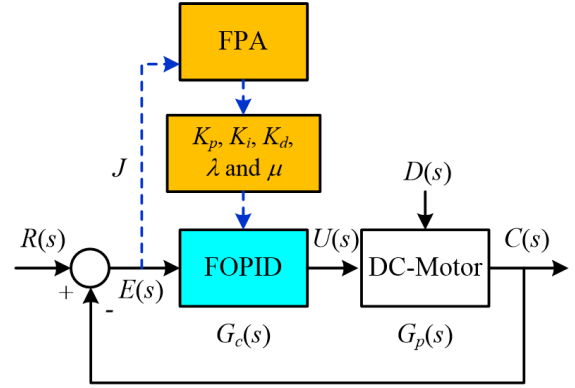 FPA
K_p, K_i, K_d,
λ and μ
J
D(s)
R(s)
U(s)
C(s)
FOPID
DC-Motor
+
E(s)
-
G_c(s)
G_p(s)